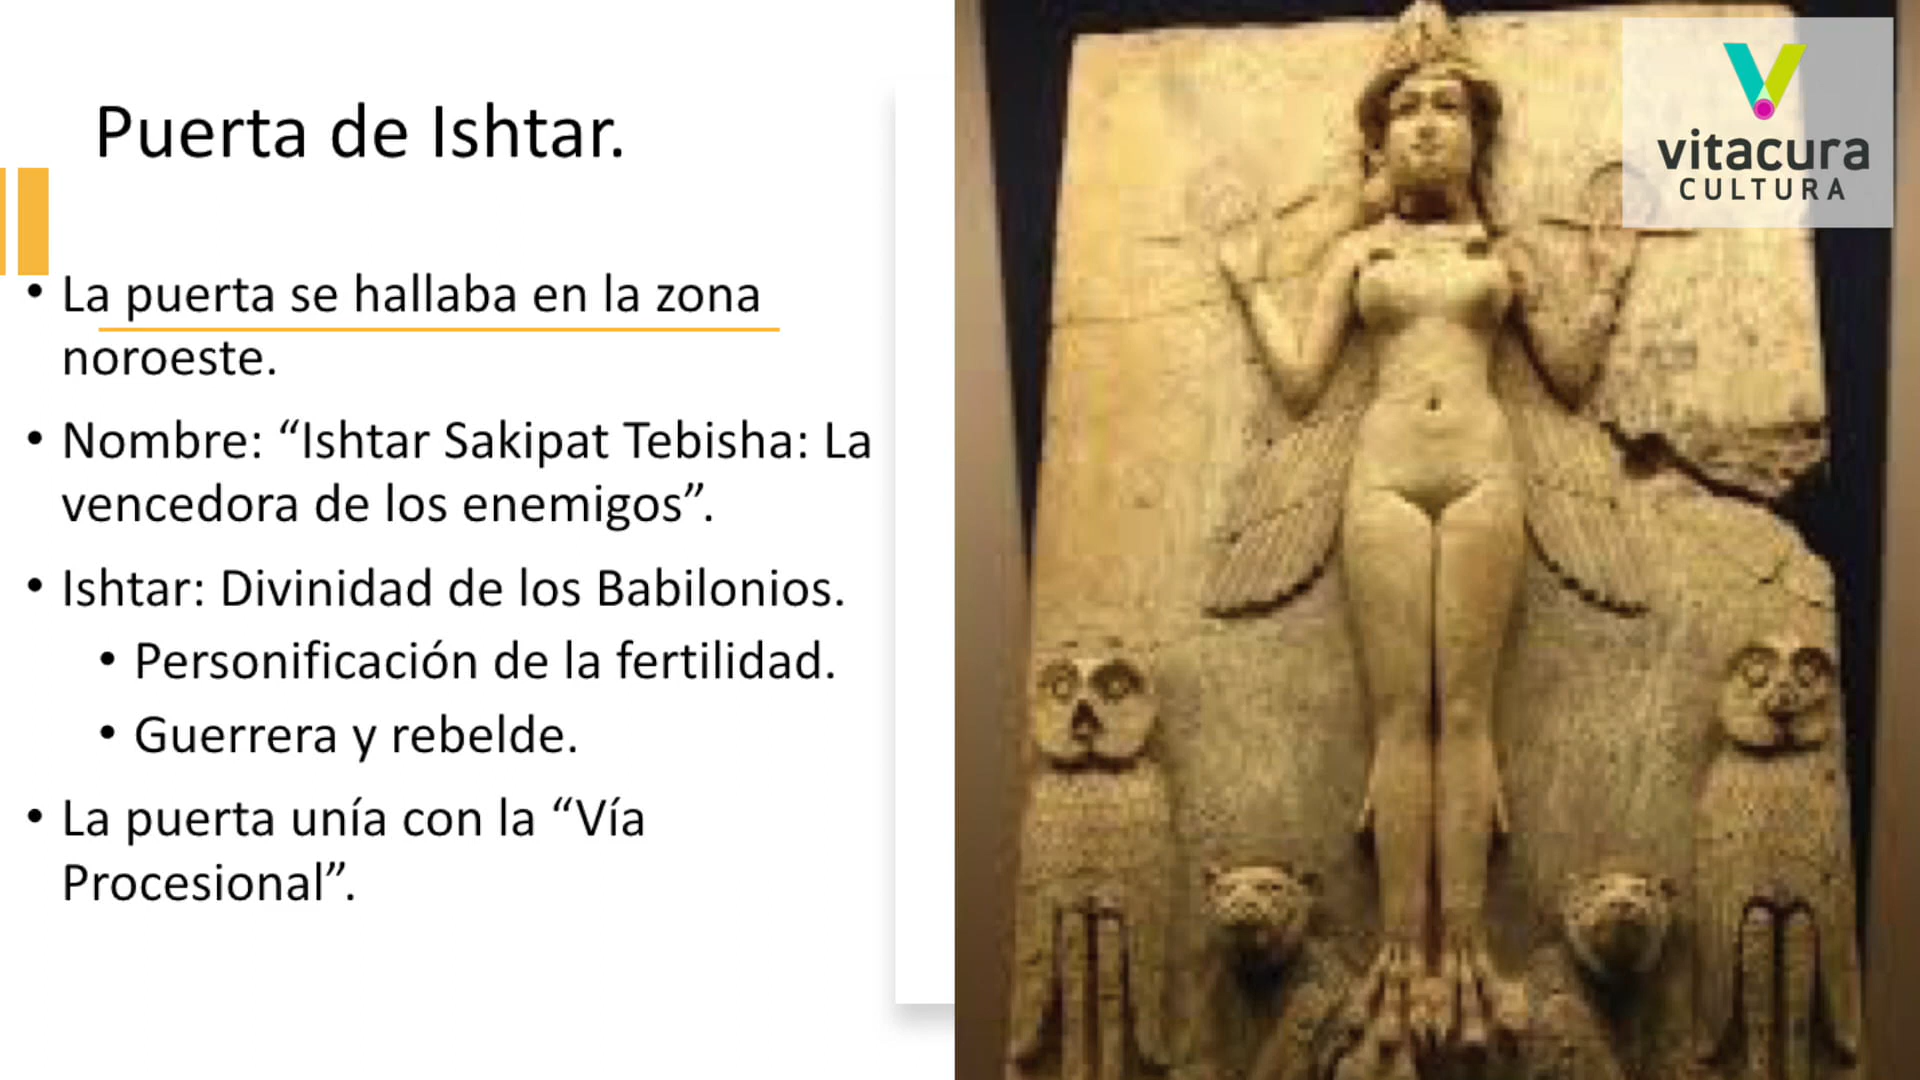 Puerta de Ishtar.
• La puerta se hallaba en la zona
noroeste.
• Nombre: “Ishtar Sakipat Tebisha: La
vencedora de los enemigos”.
• Ishtar: Divinidad de los Babilonios.
• Personificación de la fertilidad.
• Guerrera y rebelde.
• La puerta unía con la “Vía
Procesional”.
vitacura
CULTURA